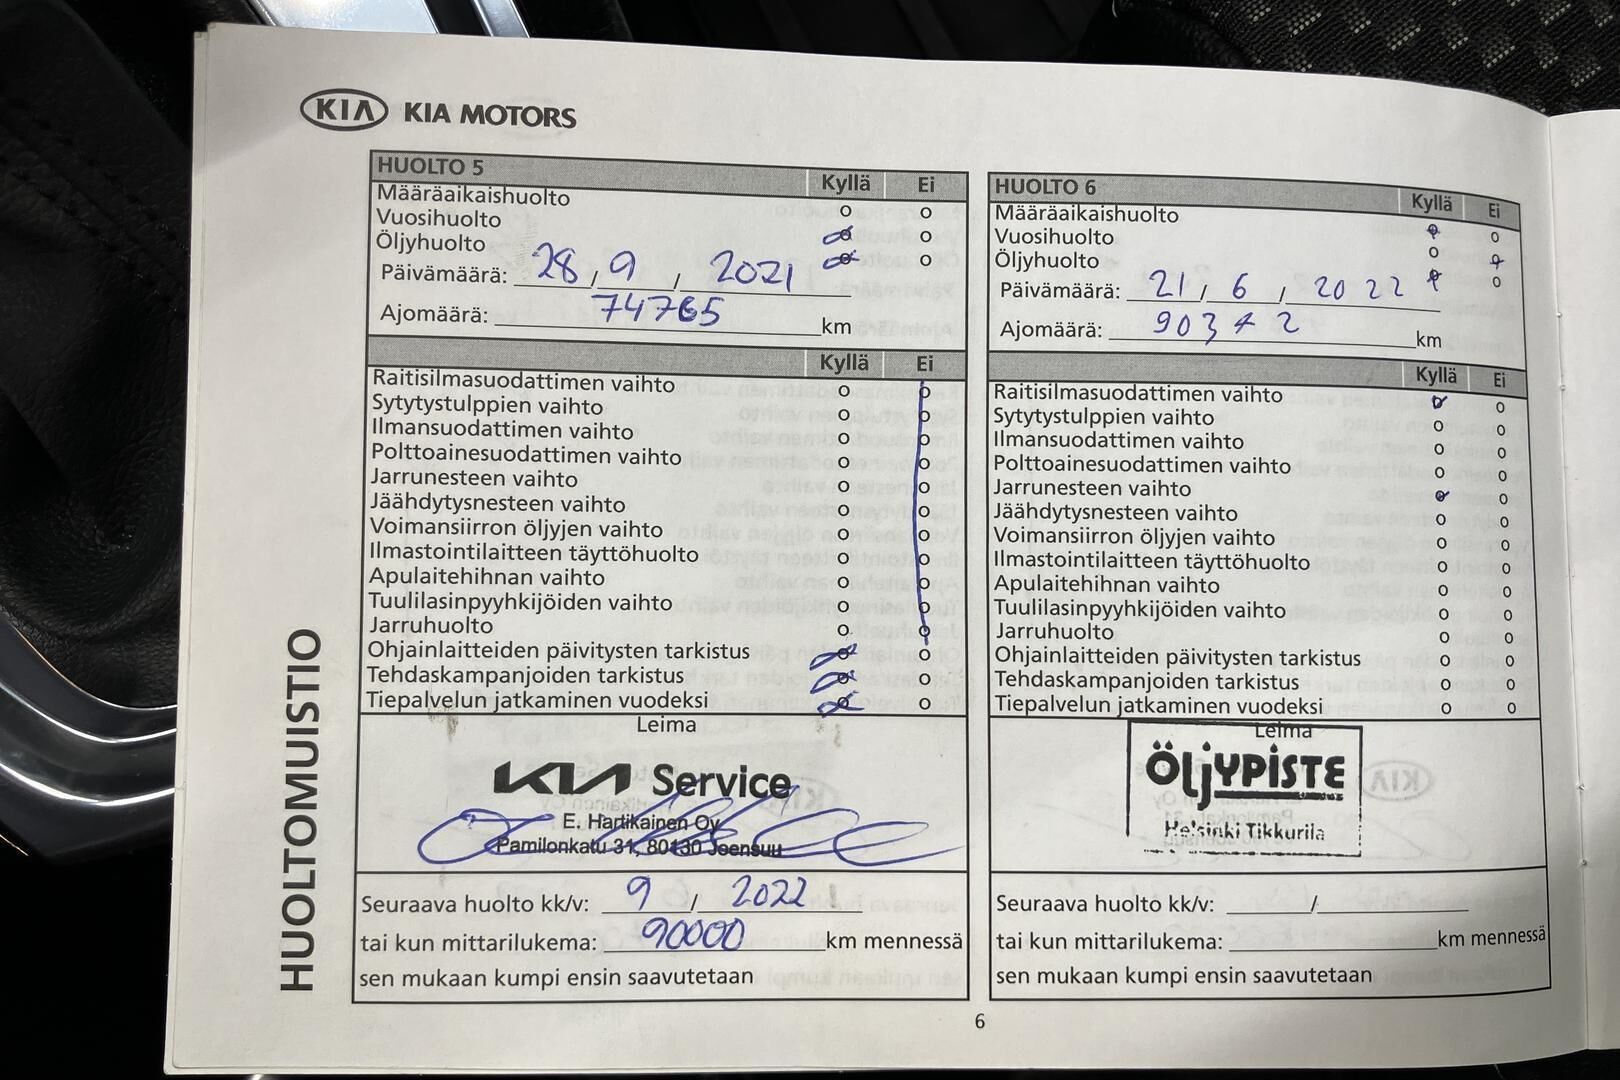 KIA KIA MOTORS
HUOLTO 5 Kyllä Ei
Määräaikaishuolto o o
Vuosihuolto o o
Öljyhuolto o o
Päivämäärä: 28 / 9 / 2021
Ajomäärä: 74765 km
Kyllä Ei
Raitisilmasuodattimen vaihto o o
Sytytystulppien vaihto o o
Ilmansuodattimen vaihto o o
Polttoainesuodattimen vaihto o o
Jarrunesteen vaihto o o
Jäähdytysnesteen vaihto o o
Voimansiirron öljyjen vaihto o o
Ilmastointilaitteen täyttöhuolto o o
Apulaitehihnan vaihto o o
Tuulilasinpyyhkijöiden vaihto o o
Jarruhuolto o o
Ohjainlaitteiden päivitysten tarkistus o o
Tehdaskampanjoiden tarkistus o o
Tiepalvelun jatkaminen vuodeksi o o
Leima
KIA Service
E. Hartikainen Oy
Pamilonkatu 31, 80130 Joensuu
Seuraava huolto kk/v: 9 / 2022
tai kun mittarilukema: 90000 km mennessä
sen mukaan kumpi ensin saavutetaan
HUOLTO 6 Kyllä Ei
Määräaikaishuolto o o
Vuosihuolto o o
Öljyhuolto o o
Päivämäärä: 21 / 6 / 2022
Ajomäärä: km
Kyllä Ei
Raitisilmasuodattimen vaihto o o
Sytytystulppien vaihto o o
Ilmansuodattimen vaihto o o
Polttoainesuodattimen vaihto o o
Jarrunesteen vaihto o o
Jäähdytysnesteen vaihto o o
Voimansiirron öljyjen vaihto o o
Ilmastointilaitteen täyttöhuolto o o
Apulaitehihnan vaihto o o
Tuulilasinpyyhkijöiden vaihto o o
Jarruhuolto o o
Ohjainlaitteiden päivitysten tarkistus o o
Tehdaskampanjoiden tarkistus o o
Tiepalvelun jatkaminen vuodeksi o o
Leima
ÖLJYPISTE
Helsinki Tikkurila
Seuraava huolto kk/v: /
tai kun mittarilukema: km mennessä
sen mukaan kumpi ensin saavutetaan
HUOLTOMUISTIO
6